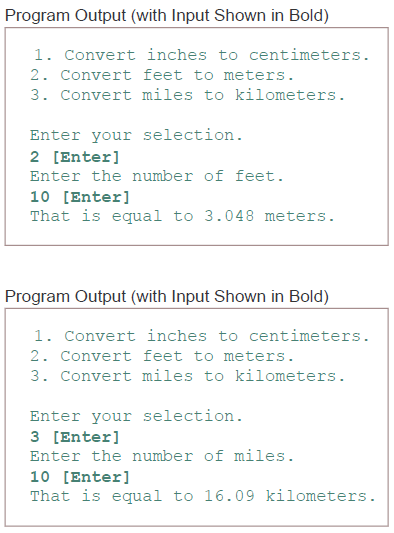 Program Output (with Input Shown in Bold)
1. Convert inches to centimeters.
2. Convert feet to meters.
3. Convert miles to kilometers.
Enter your selection.
2 [Enter]
Enter the number of feet.
10 [Enter]
That is equal to 3.048 meters.
Program Output (with Input Shown in Bold)
1. Convert inches to centimeters.
2. Convert feet to meters.
3. Convert miles to kilometers.
Enter your selection.
3 [Enter]
Enter the number of miles.
10 [Enter]
That is equal to 16.09 kilometers.